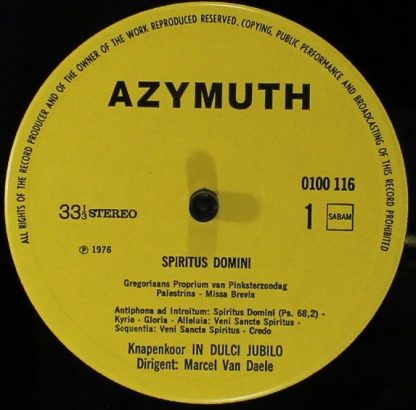 ALL RIGHTS OF THE RECORD PRODUCER AND OF THE OWNER OF THE WORK REPRODUCED RESERVED, COPYING, PUBLIC PERFORMANCE AND BROADCASTING OF THIS RECORD PROHIBITED
AZYMUTH
0100 116
33⅓ STEREO
1
SABAM
℗ 1976
SPIRITUS DOMINI
Gregoriaans Proprium van Pinksterzondag
Palestrina - Missa Brevis
Antiphona ad Introitum: Spiritus Domini (Ps. 68,2) -
Kyrie - Gloria - Alleluia: Veni Sancte Spiritus -
Sequentia: Veni Sancte Spiritus - Credo
Knapenkoor IN DULCI JUBILO
Dirigent: Marcel Van Daele